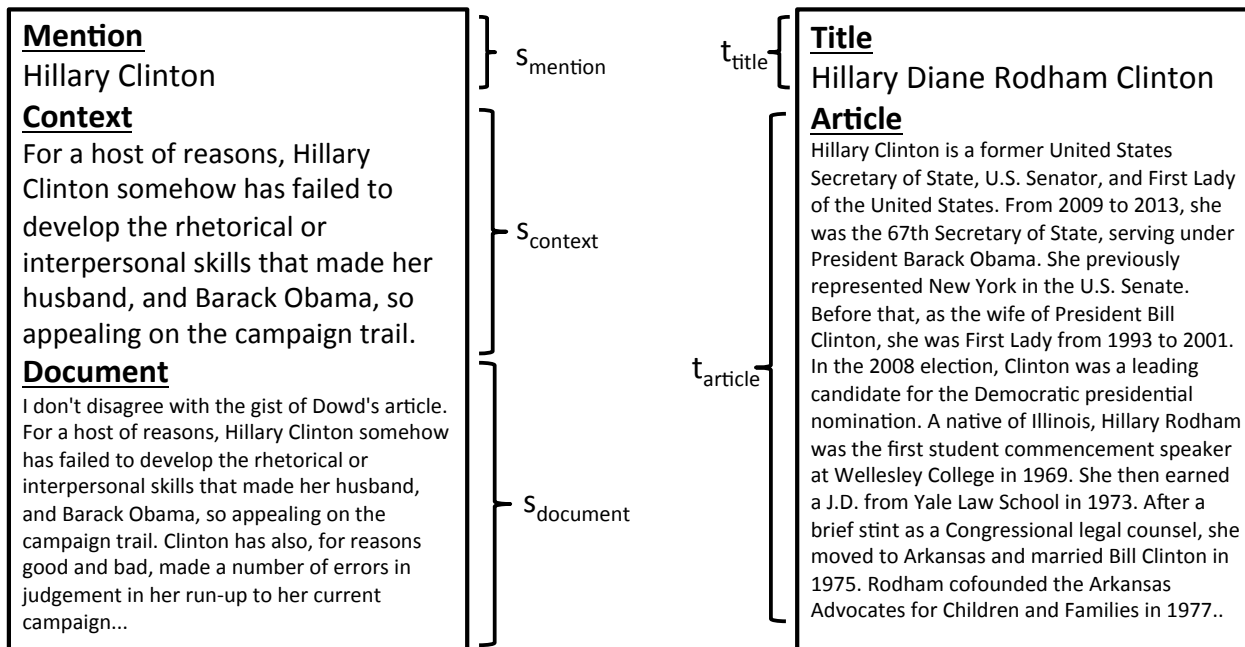 Mention
Hillary Clinton
Context
For a host of reasons, Hillary
Clinton somehow has failed to
develop the rhetorical or
interpersonal skills that made her
husband, and Barack Obama, so
appealing on the campaign trail.
Document
I don't disagree with the gist of Dowd's article.
For a host of reasons, Hillary Clinton somehow
has failed to develop the rhetorical or
interpersonal skills that made her husband,
and Barack Obama, so appealing on the
campaign trail. Clinton has also, for reasons
good and bad, made a number of errors in
judgement in her run-up to her current
campaign...
s mention
s context
s document
t title
t article
Title
Hillary Diane Rodham Clinton
Article
Hillary Clinton is a former United States
Secretary of State, U.S. Senator, and First Lady
of the United States. From 2009 to 2013, she
was the 67th Secretary of State, serving under
President Barack Obama. She previously
represented New York in the U.S. Senate.
Before that, as the wife of President Bill
Clinton, she was First Lady from 1993 to 2001.
In the 2008 election, Clinton was a leading
candidate for the Democratic presidential
nomination. A native of Illinois, Hillary Rodham
was the first student commencement speaker
at Wellesley College in 1969. She then earned
a J.D. from Yale Law School in 1973. After a
brief stint as a Congressional legal counsel, she
moved to Arkansas and married Bill Clinton in
1975. Rodham cofounded the Arkansas
Advocates for Children and Families in 1977..